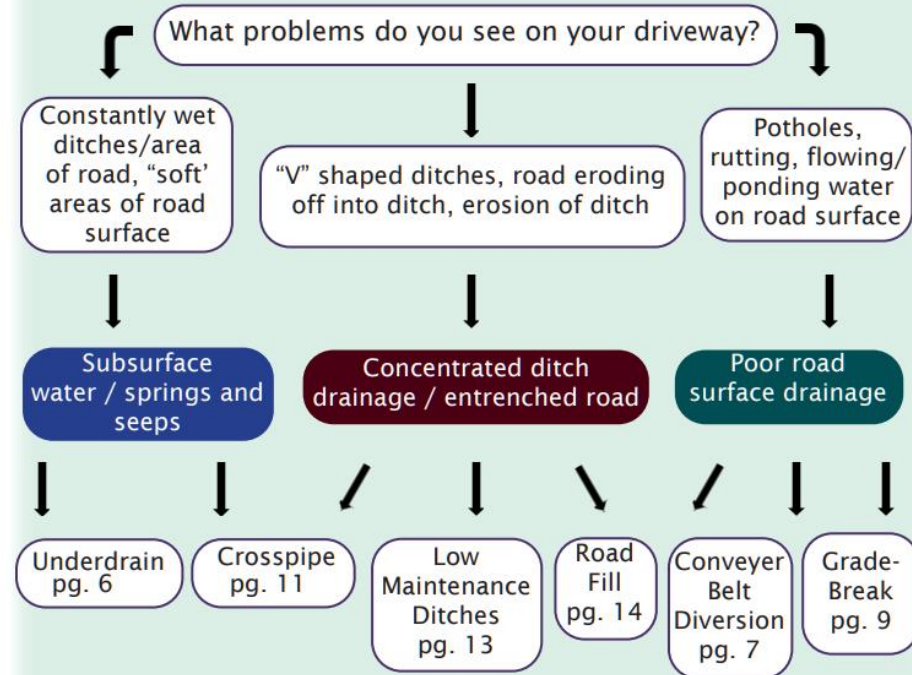 What problems do you see on your driveway?
Constantly wet
ditches/area
of road, “soft’
areas of road
surface
“V” shaped ditches, road eroding
off into ditch, erosion of ditch
Potholes,
rutting, flowing/
ponding water
on road surface
Subsurface
water / springs and
seeps
Concentrated ditch
drainage / entrenched road
Poor road
surface drainage
Underdrain
pg. 6
Crosspipe
pg. 11
Low
Maintenance
Ditches
pg. 13
Road
Fill
pg. 14
Conveyer
Belt
Diversion
pg. 7
Grade-
Break
pg. 9